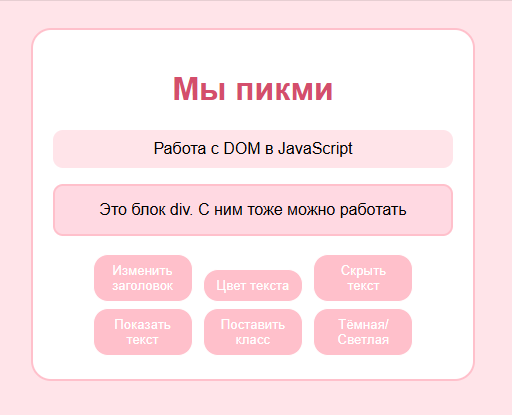 Мы пикми
Работа с DOM в JavaScript
Это блок div. С ним тоже можно работать
Изменить
заголовок
Цвет текста
Скрыть
текст
Показать
текст
Поставить
класс
Тёмная/
Светлая